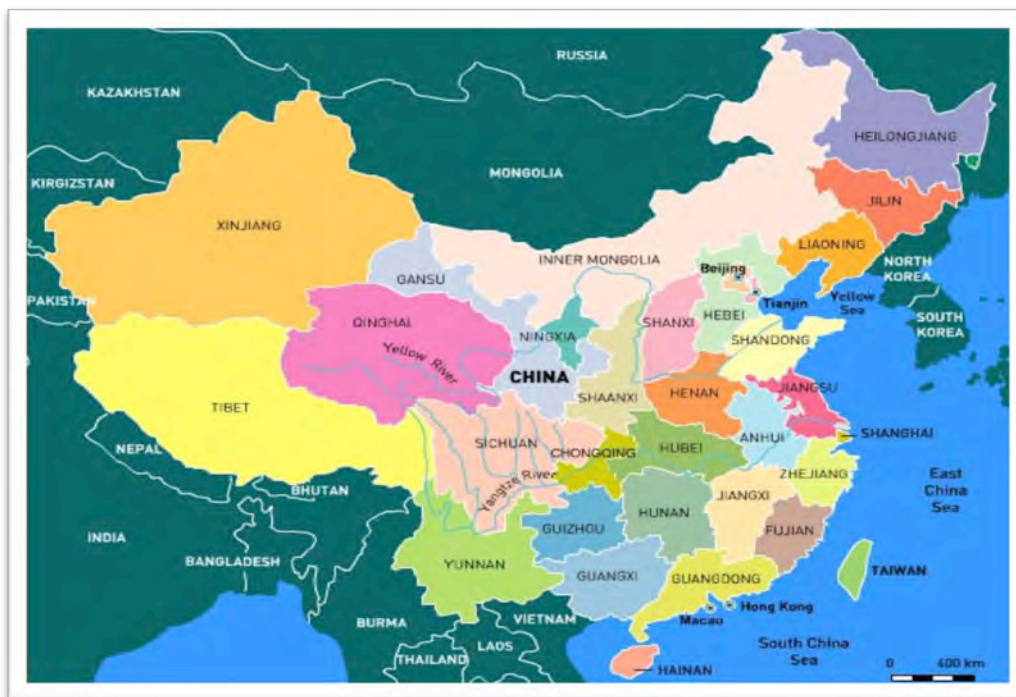 RUSSIA
KAZAKHSTAN
HEILONGJIANG
MONGOLIA
KIRGIZSTAN
JILIN
XINJIANG
LIAONING
INNER MONGOLIA
NORTH
KOREA
Beijing
GANSU
PAKISTAN
Tianjin
Yellow
Sea
QINGHAI
SHANXI
HEBEI
SOUTH
KOREA
NINGXIA
SHANDONG
Yellow River
CHINA
SHAANXI
HENAN
JIANGSU
TIBET
SICHUAN
CHONGQING
HUBEI
ANHUI
SHANGHAI
NEPAL
Yangtze River
ZHEJIANG
East
China
Sea
BHUTAN
JIANGXI
HUNAN
INDIA
GUIZHOU
FUJIAN
BANGLADESH
YUNNAN
GUANGXI
GUANGDONG
TAIWAN
Hong Kong
Macau
BURMA
VIETNAM
LAOS
South China
Sea
THAILAND
HAINAN
0 400 km